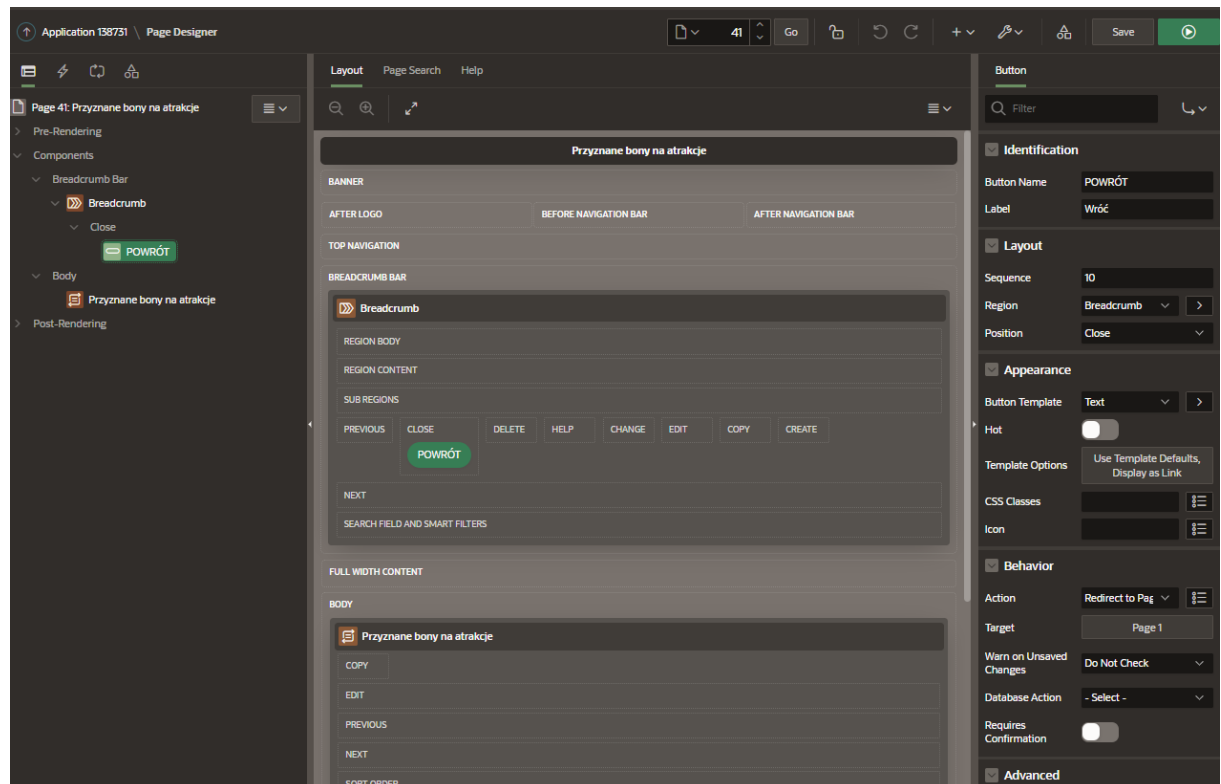 Application 138731 \ Page Designer
41
Go
Save
Layout
Page Search
Help
Button
Page 41: Przyznane bony na atrakcje
Filter
Pre-Rendering
Components
Breadcrumb Bar
Breadcrumb
Close
POWRÓT
Body
Przyznane bony na atrakcje
Post-Rendering
Przyznane bony na atrakcje
BANNER
AFTER LOGO
BEFORE NAVIGATION BAR
AFTER NAVIGATION BAR
TOP NAVIGATION
BREADCRUMB BAR
Breadcrumb
REGION BODY
REGION CONTENT
SUB REGIONS
PREVIOUS
CLOSE
DELETE
HELP
CHANGE
EDIT
COPY
CREATE
POWRÓT
NEXT
SEARCH FIELD AND SMART FILTERS
FULL WIDTH CONTENT
BODY
Przyznane bony na atrakcje
COPY
EDIT
PREVIOUS
NEXT
SORT ORDER
Identification
Button Name POWRÓT
Label Wróć
Layout
Sequence 10
Region Breadcrumb
Position Close
Appearance
Button Template Text
Hot
Template Options Use Template Defaults,
Display as Link
CSS Classes
Icon
Behavior
Action Redirect to Pag
Target Page 1
Warn on Unsaved
Changes Do Not Check
Database Action - Select -
Requires
Confirmation
Advanced